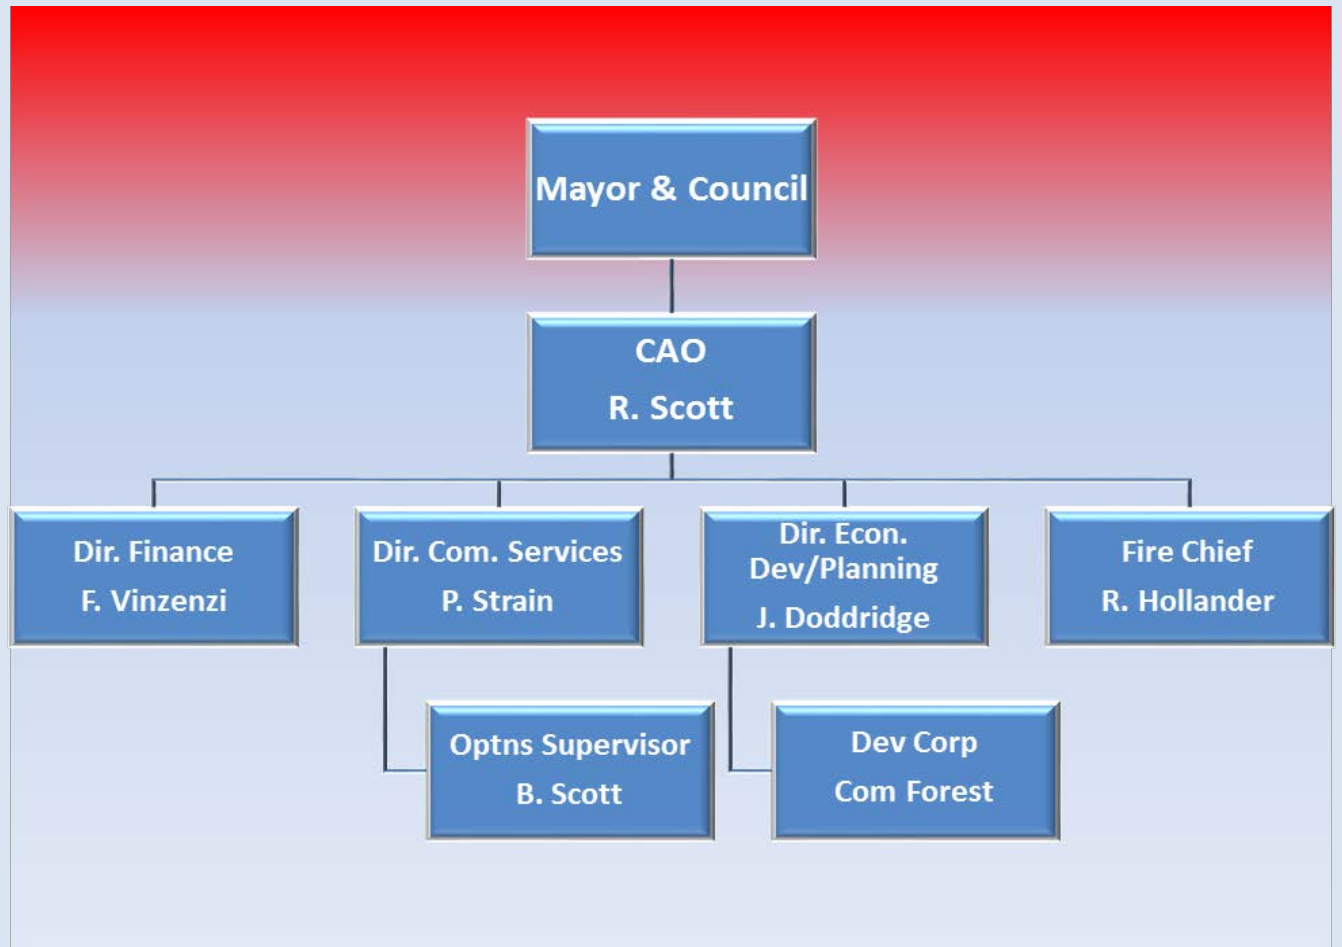 Mayor & Council
CAO
R. Scott
Dir. Finance
F. Vinzenzi
Dir. Com. Services
P. Strain
Dir. Econ.
Dev/Planning
J. Doddridge
Fire Chief
R. Hollander
Optns Supervisor
B. Scott
Dev Corp
Com Forest